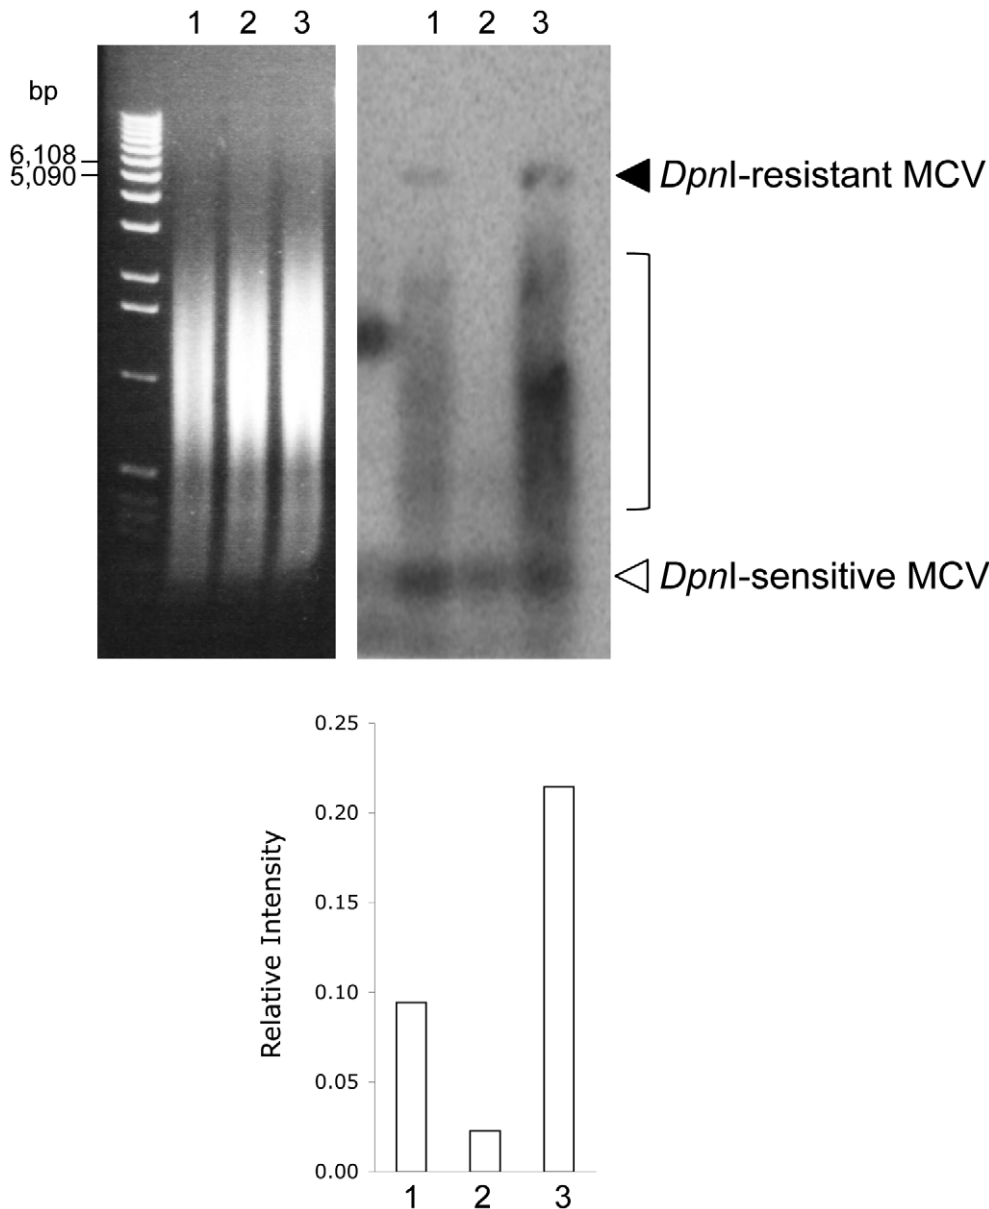 1 2 3 1 2 3
bp
6,108
5,090
DpnI-resistant MCV
DpnI-sensitive MCV
0.25
0.20
0.15
0.10
0.05
0.00
Relative Intensity
1 2 3